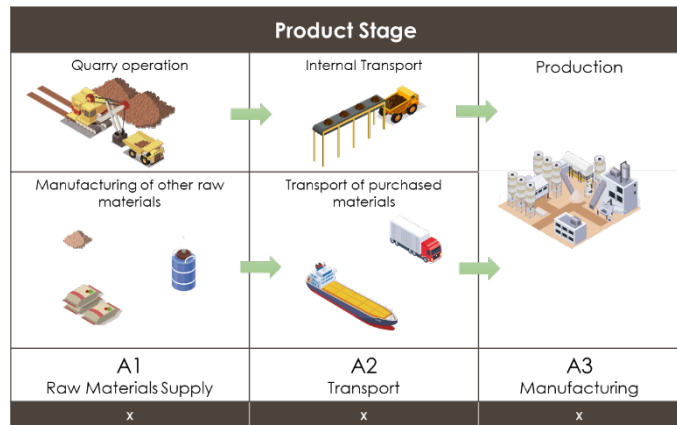 Product Stage
Quarry operation
Internal Transport
Production
Manufacturing of other raw
materials
Transport of purchased
materials
A1
Raw Materials Supply
A2
Transport
A3
Manufacturing
x
x
x